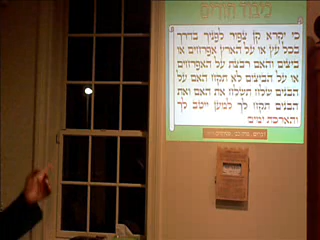 כיבוד הורים
כי יקרא קן צפור לפניך בדרך
בכל עץ או על הארץ אפרחים או
ביצים והאם רבצת על האפרחים
או על הביצים לא תקח האם על
הבנים שלח תשלח את האם ואת
הבנים תקח לך למען ייטב לך
והארכת ימים